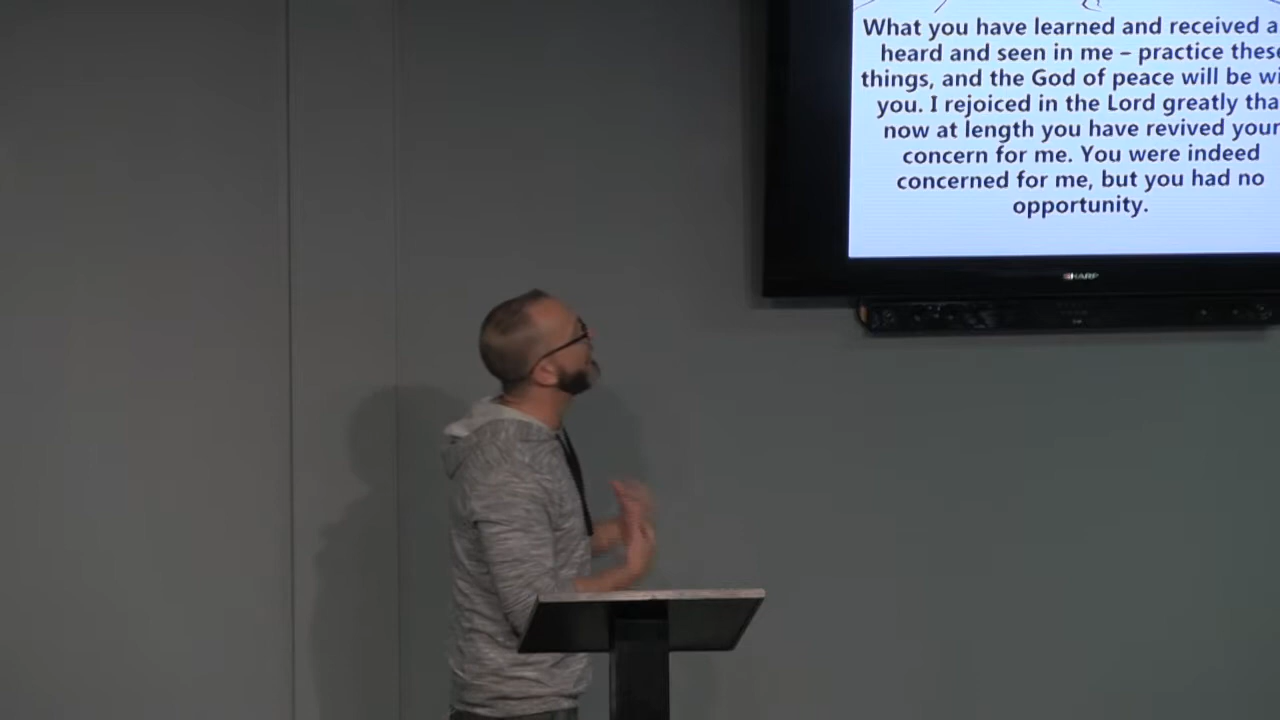 What you have learned and received a
heard and seen in me – practice these
things, and the God of peace will be wi
you. I rejoiced in the Lord greatly tha
now at length you have revived your
concern for me. You were indeed
concerned for me, but you had no
opportunity.
SHARP